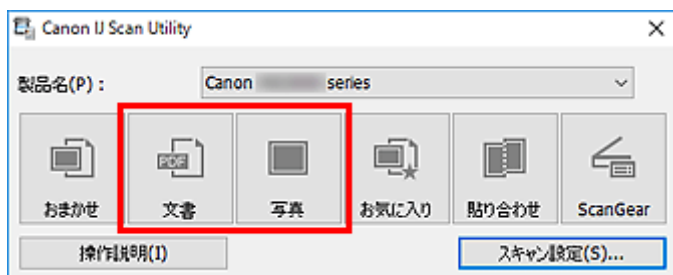 Canon IJ Scan Utility
製品名(P) : Canon series
PDF
おまかせ 文書 写真 お気に入り 貼り合わせ ScanGear
操作説明(I) スキャン設定(S)...